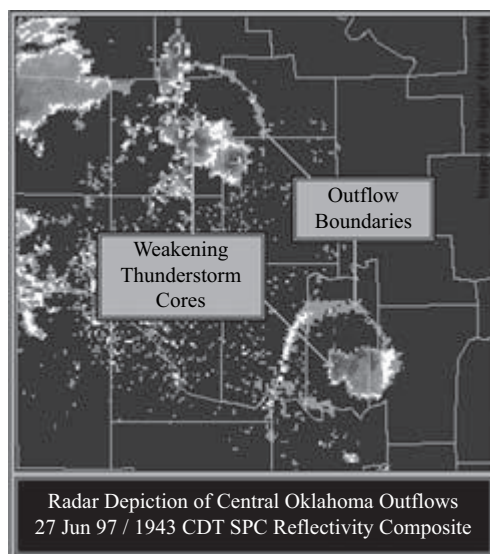 Outflow
Boundaries
Weakening
Thunderstorm
Cores
Radar Depiction of Central Oklahoma Outflows
27 Jun 97 / 1943 CDT SPC Reflectivity Composite